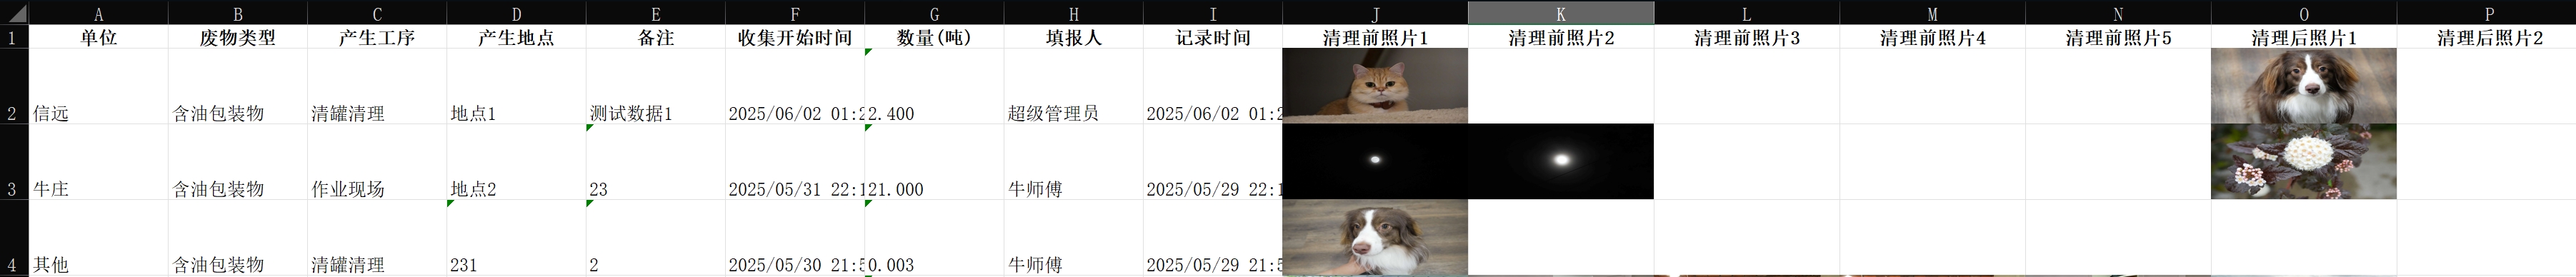 A B C D E F G H I J K L M N O P
1 单位 废物类型 产生工序 产生地点 备注 收集开始时间 数量(吨) 填报人 记录时间 清理前照片1 清理前照片2 清理前照片3 清理前照片4 清理前照片5 清理后照片1 清理后照片2
2 信远 含油包装物 清罐清理 地点1 测试数据1 2025/06/02 01:2 2.400 超级管理员 2025/06/02 01:2
3 牛庄 含油包装物 作业现场 地点2 23 2025/05/31 22:1 21.000 牛师傅 2025/05/29 22:1
4 其他 含油包装物 清罐清理 231 2 2025/05/30 21:5 0.003 牛师傅 2025/05/29 21:5